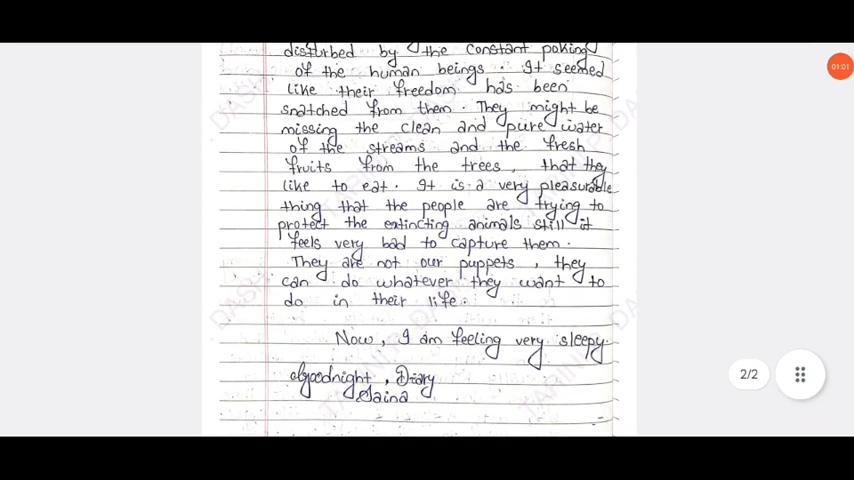 disturbed by the constant poking
of the human beings. It seemed
like their freedom has been
snatched from them. They might be
missing the clean and pure water
of the streams and the fresh
fruits from the trees, that they
like to eat. It is a very pleasurable
thing that the people are trying to
protect the extincting animals still it
feels very bad to capture them.
They are not our puppets, they
can do whatever they want to
do in their life.
Now, I am feeling very sleepy.
Goodnight, Diary
Saina
01:01
2/2